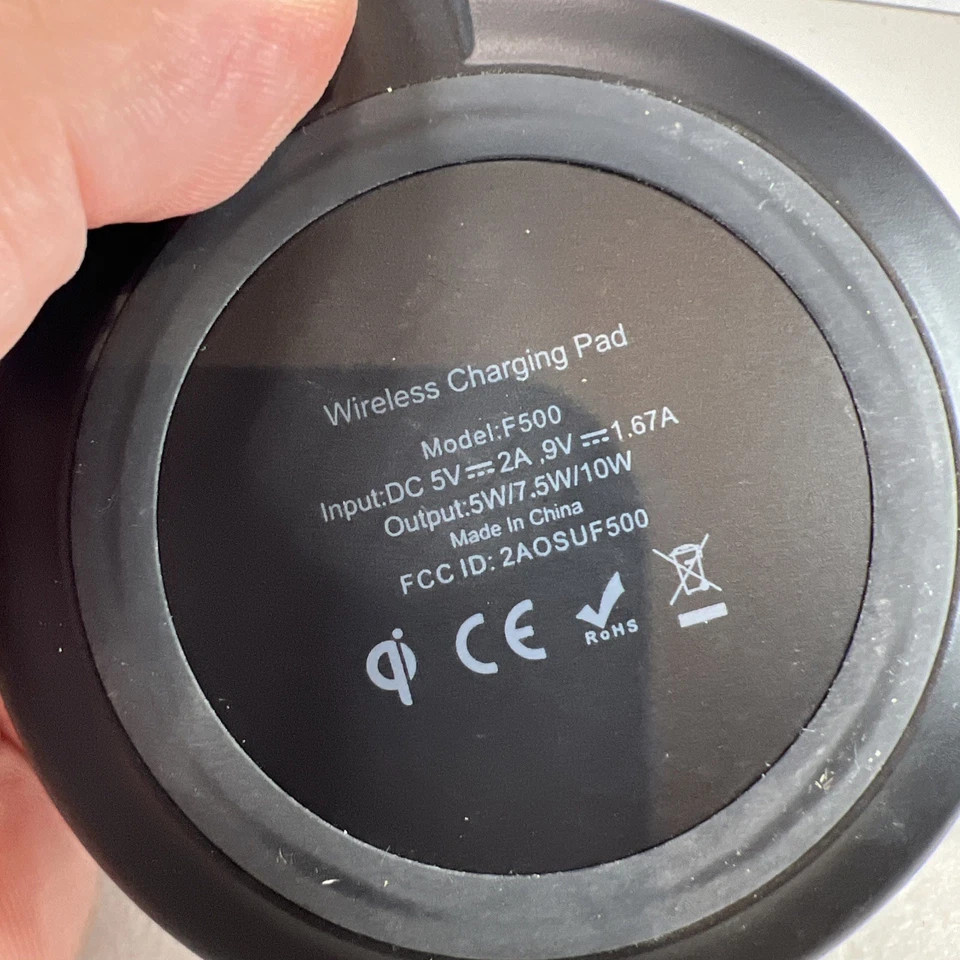 Wireless Charging Pad
Model:F500
Input:DC 5V⎓2A ,9V⎓1.67A
Output:5W/7.5W/10W
Made In China
FCC ID: 2AOSUF500
qi CE RoHS